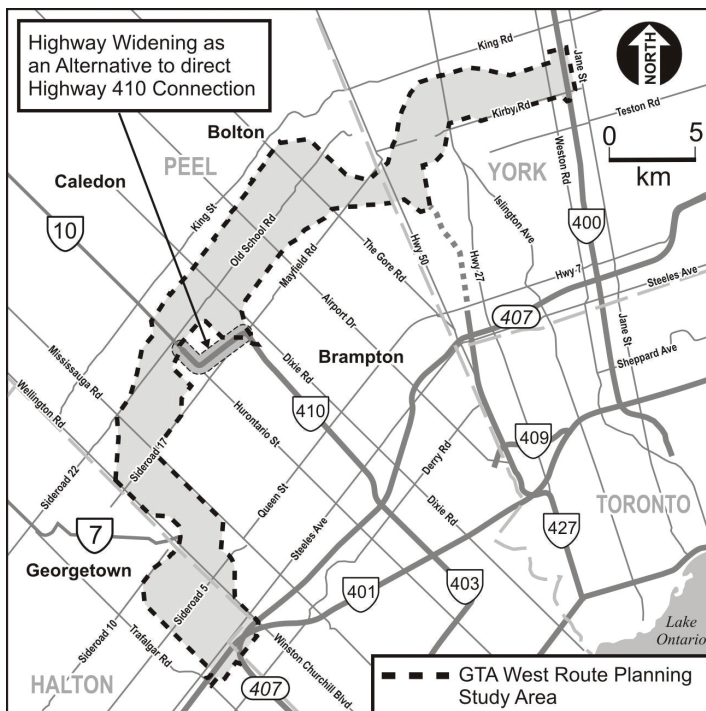 Highway Widening as
an Alternative to direct
Highway 410 Connection
King Rd
Jane St
NORTH
Bolton
Kirby Rd
Teston Rd
PEEL
YORK
Weston Rd
0 5
km
Caledon
10
King St
Old School Rd
Mayfield Rd
The Gore Rd
Hwy 50
Hwy 27
Islington Ave
400
Hwy 7
Steeles Ave
Airport Dr
407
Mississauga Rd
Brampton
Dixie Rd
Jane St
Sheppard Ave
Wellington Rd
Hurontario St
410
409
Sideroad 22
Sideroad 17
Queen St
Derry Rd
Dixie Rd
TORONTO
7
Steeles Ave
427
Georgetown
401
403
Sideroad 5
Sideroad 10
Trafalgar Rd
Winston Churchill Blvd
Lake
Ontario
HALTON
407
GTA West Route Planning
Study Area